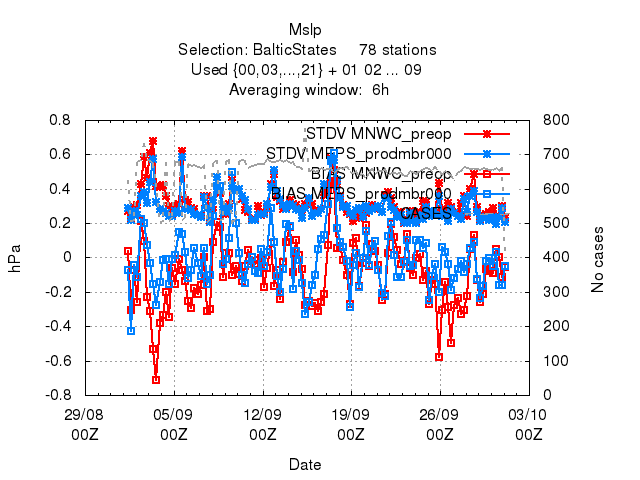 Mslp
Selection: BalticStates 78 stations
Used {00,03,...,21} + 01 02 ... 09
Averaging window: 6h
STDV MNWC_preop
STDV MEPS_prodmbr000
BIAS MNWC_preop
BIAS MEPS_prodmbr000
CASES
0.8
0.6
0.4
0.2
0
-0.2
-0.4
-0.6
-0.8
hPa
800
700
600
500
400
300
200
100
0
No cases
29/08 05/09 12/09 19/09 26/09 03/10
00Z 00Z 00Z 00Z 00Z 00Z
Date